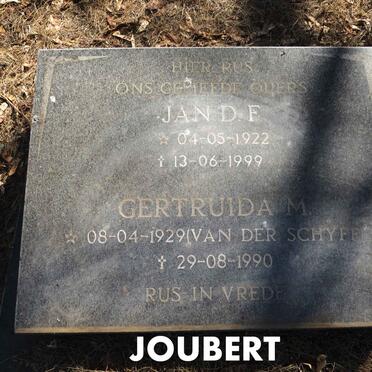 HIER RUS
ONS GELIEFDE OUERS
JAN D. F.
☆ 04-05-1922
† 13-06-1999
GERTRUIDA M.
☆ 08-04-1929 (VAN DER SCHYFF)
† 29-08-1990
RUS IN VREDE
JOUBERT